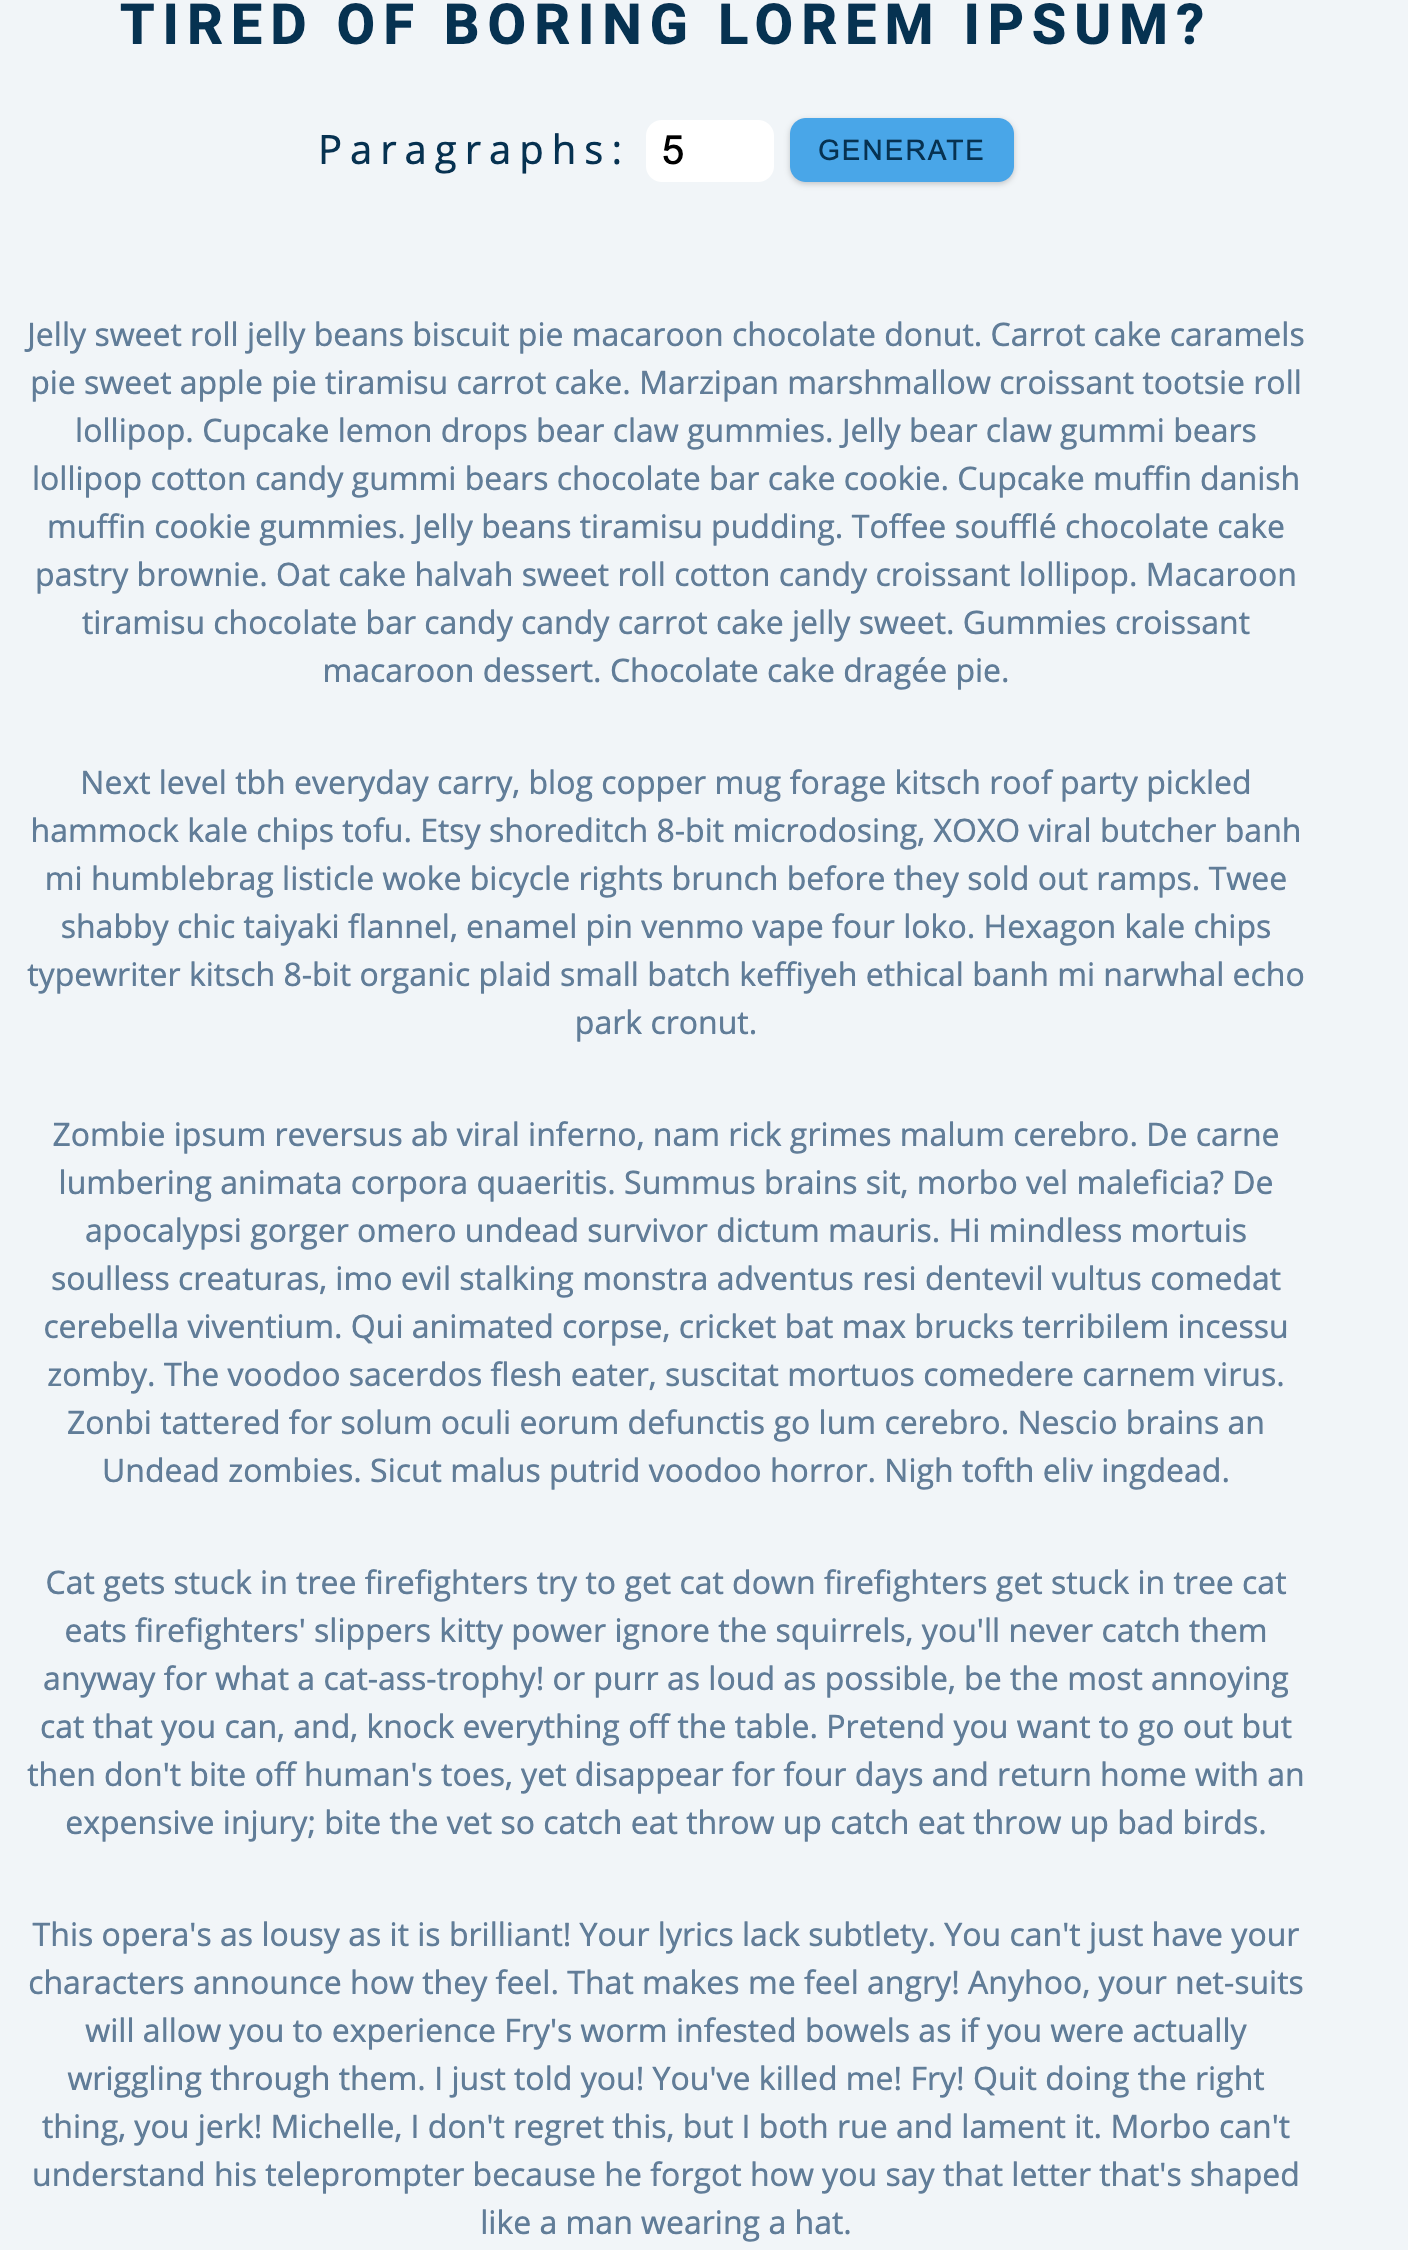 TIRED OF BORING LOREM IPSUM?
Paragraphs: 5 GENERATE
Jelly sweet roll jelly beans biscuit pie macaroon chocolate donut. Carrot cake caramels
pie sweet apple pie tiramisu carrot cake. Marzipan marshmallow croissant tootsie roll
lollipop. Cupcake lemon drops bear claw gummies. Jelly bear claw gummi bears
lollipop cotton candy gummi bears chocolate bar cake cookie. Cupcake muffin danish
muffin cookie gummies. Jelly beans tiramisu pudding. Toffee soufflé chocolate cake
pastry brownie. Oat cake halvah sweet roll cotton candy croissant lollipop. Macaroon
tiramisu chocolate bar candy candy carrot cake jelly sweet. Gummies croissant
macaroon dessert. Chocolate cake dragée pie.
Next level tbh everyday carry, blog copper mug forage kitsch roof party pickled
hammock kale chips tofu. Etsy shoreditch 8-bit microdosing, XOXO viral butcher banh
mi humblebrag listicle woke bicycle rights brunch before they sold out ramps. Twee
shabby chic taiyaki flannel, enamel pin venmo vape four loko. Hexagon kale chips
typewriter kitsch 8-bit organic plaid small batch keffiyeh ethical banh mi narwhal echo
park cronut.
Zombie ipsum reversus ab viral inferno, nam rick grimes malum cerebro. De carne
lumbering animata corpora quaeritis. Summus brains sit, morbo vel maleficia? De
apocalypsi gorger omero undead survivor dictum mauris. Hi mindless mortuis
soulless creaturas, imo evil stalking monstra adventus resi dentevil vultus comedat
cerebella viventium. Qui animated corpse, cricket bat max brucks terribilem incessu
zomby. The voodoo sacerdos flesh eater, suscitat mortuos comedere carnem virus.
Zonbi tattered for solum oculi eorum defunctis go lum cerebro. Nescio brains an
Undead zombies. Sicut malus putrid voodoo horror. Nigh tofth eliv ingdead.
Cat gets stuck in tree firefighters try to get cat down firefighters get stuck in tree cat
eats firefighters' slippers kitty power ignore the squirrels, you'll never catch them
anyway for what a cat-ass-trophy! or purr as loud as possible, be the most annoying
cat that you can, and, knock everything off the table. Pretend you want to go out but
then don't bite off human's toes, yet disappear for four days and return home with an
expensive injury; bite the vet so catch eat throw up catch eat throw up bad birds.
This opera's as lousy as it is brilliant! Your lyrics lack subtlety. You can't just have your
characters announce how they feel. That makes me feel angry! Anyhoo, your net-suits
will allow you to experience Fry's worm infested bowels as if you were actually
wriggling through them. I just told you! You've killed me! Fry! Quit doing the right
thing, you jerk! Michelle, I don't regret this, but I both rue and lament it. Morbo can't
understand his teleprompter because he forgot how you say that letter that's shaped
like a man wearing a hat.